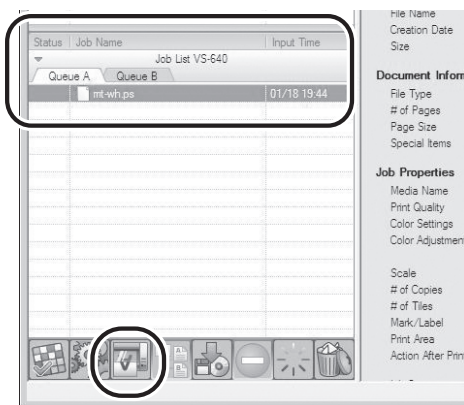 Status Job Name Input Time
Job List VS-640
Queue A Queue B
mt-wh.ps 01/18 19:44
File Name
Creation Date
Size
Document Inform
File Type
# of Pages
Page Size
Special Items
Job Properties
Media Name
Print Quality
Color Settings
Color Adjustmen
Scale
# of Copies
# of Tiles
Mark/Label
Print Area
Action After Print